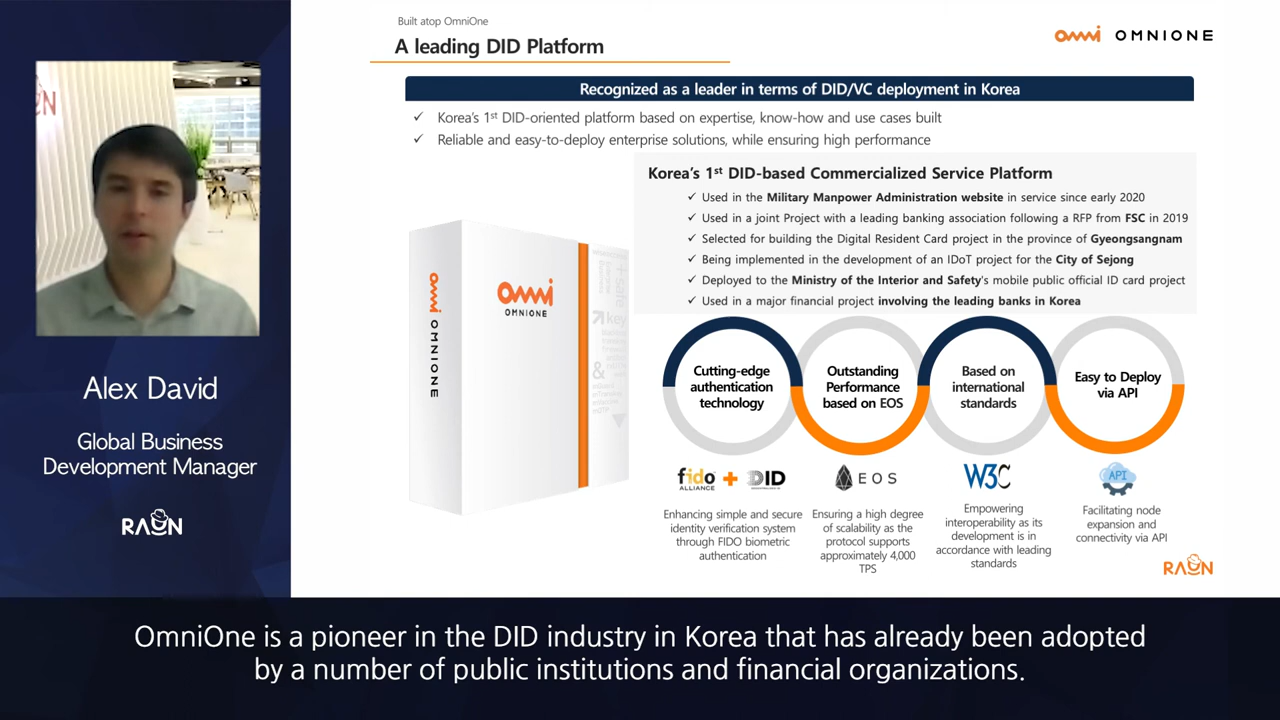 Built atop OmniOne
A leading DID Platform
Omni OMNIONE
Recognized as a leader in terms of DID/VC deployment in Korea
✓ Korea's 1st DID-oriented platform based on expertise, know-how and use cases built
✓ Reliable and easy-to-deploy enterprise solutions, while ensuring high performance
Korea's 1st DID-based Commercialized Service Platform
✓ Used in the Military Manpower Administration website in service since early 2020
✓ Used in a joint Project with a leading banking association following a RFP from FSC in 2019
✓ Selected for building the Digital Resident Card project in the province of Gyeongsangnam
✓ Being implemented in the development of an IDoT project for the City of Sejong
✓ Deployed to the Ministry of the Interior and Safety's mobile public official ID card project
✓ Used in a major financial project involving the leading banks in Korea
Omni OMNIONE
Omni
OMNIONE
+safe
key
&
Cutting-edge
authentication
technology
Outstanding
Performance
based on EOS
Based on
international
standards
Easy to Deploy
via API
fido
ALLIANCE
+ DID
EOS
W3C
API
Enhancing simple and secure
identity verification system
through FIDO biometric
authentication
Ensuring a high degree
of scalability as the
protocol supports
approximately 4,000
TPS
Empowering
interoperability as its
development is in
accordance with leading
standards
Facilitating node
expansion and
connectivity via API
RAON
Alex David
Global Business
Development Manager
RAON
OmniOne is a pioneer in the DID industry in Korea that has already been adopted
by a number of public institutions and financial organizations.